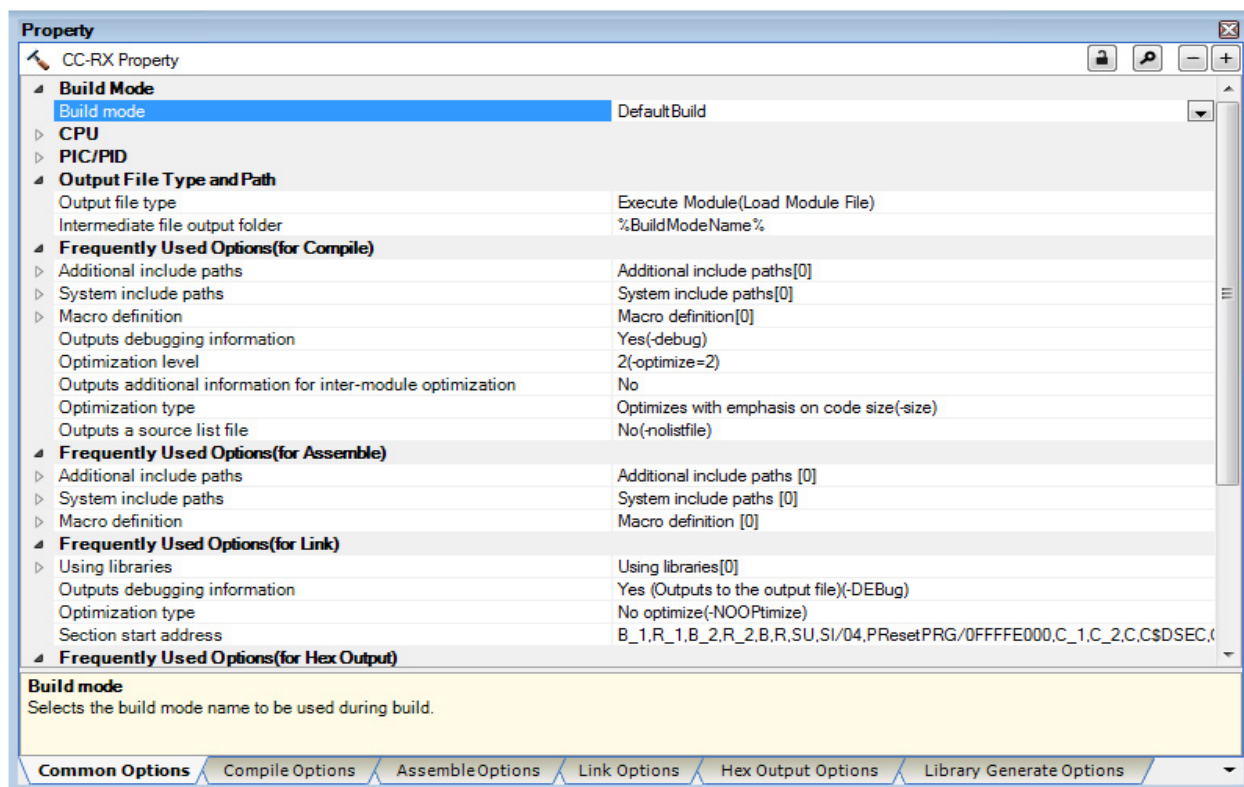 Property
CC-RX Property
Build Mode
Build mode DefaultBuild
CPU
PIC/PID
Output File Type and Path
Output file type Execute Module(Load Module File)
Intermediate file output folder %BuildModeName%
Frequently Used Options(for Compile)
Additional include paths Additional include paths[0]
System include paths System include paths[0]
Macro definition Macro definition[0]
Outputs debugging information Yes(-debug)
Optimization level 2(-optimize=2)
Outputs additional information for inter-module optimization No
Optimization type Optimizes with emphasis on code size(-size)
Outputs a source list file No(-nolistfile)
Frequently Used Options(for Assemble)
Additional include paths Additional include paths [0]
System include paths System include paths [0]
Macro definition Macro definition [0]
Frequently Used Options(for Link)
Using libraries Using libraries[0]
Outputs debugging information Yes (Outputs to the output file)(-DEBug)
Optimization type No optimize(-NOOPtimize)
Section start address B_1,R_1,B_2,R_2,B,R,SU,SI/04,PResetPRG/0FFFFE000,C_1,C_2,C,C$DSEC,
Frequently Used Options(for Hex Output)
Build mode
Selects the build mode name to be used during build.
Common Options Compile Options Assemble Options Link Options Hex Output Options Library Generate Options